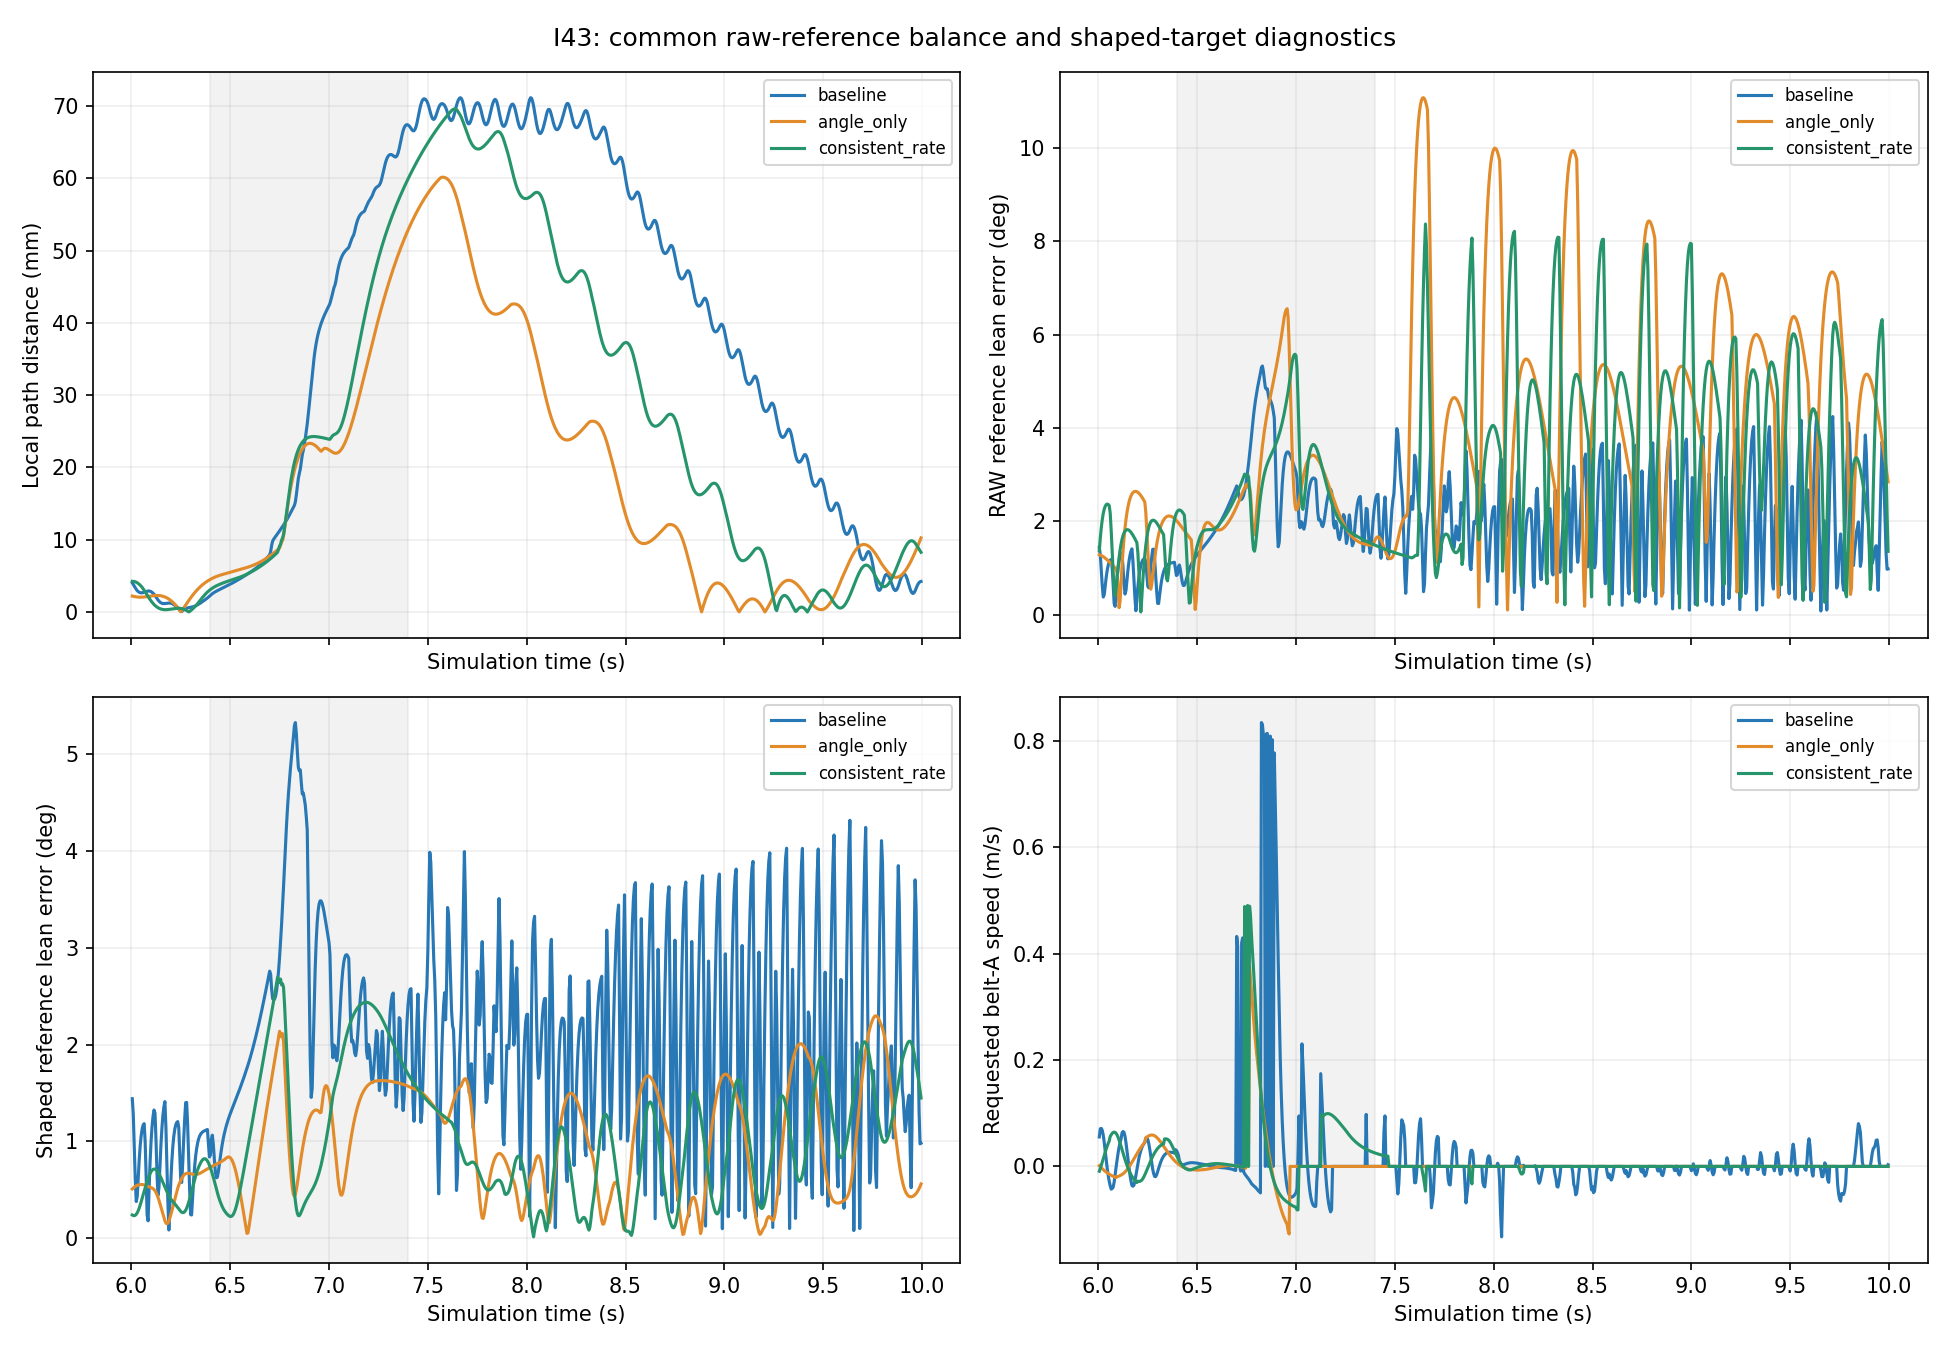 I43: common raw-reference balance and shaped-target diagnostics
Local path distance (mm)
70
60
50
40
30
20
10
0
baseline
angle_only
consistent_rate
Simulation time (s)
RAW reference lean error (deg)
10
8
6
4
2
0
baseline
angle_only
consistent_rate
Simulation time (s)
Shaped reference lean error (deg)
5
4
3
2
1
0
baseline
angle_only
consistent_rate
6.0 6.5 7.0 7.5 8.0 8.5 9.0 9.5 10.0
Simulation time (s)
Requested belt-A speed (m/s)
0.8
0.6
0.4
0.2
0.0
baseline
angle_only
consistent_rate
6.0 6.5 7.0 7.5 8.0 8.5 9.0 9.5 10.0
Simulation time (s)